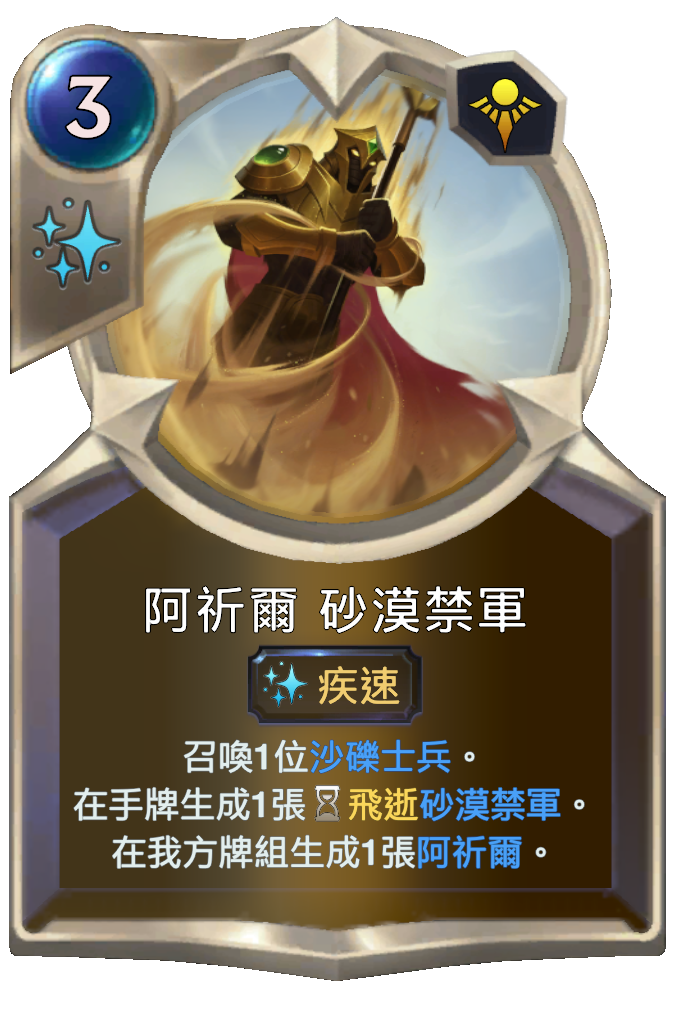 3
阿祈爾 砂漠禁軍
疾速
召喚1位沙礫士兵。
在手牌生成1張飛逝砂漠禁軍。
在我方牌組生成1張阿祈爾。